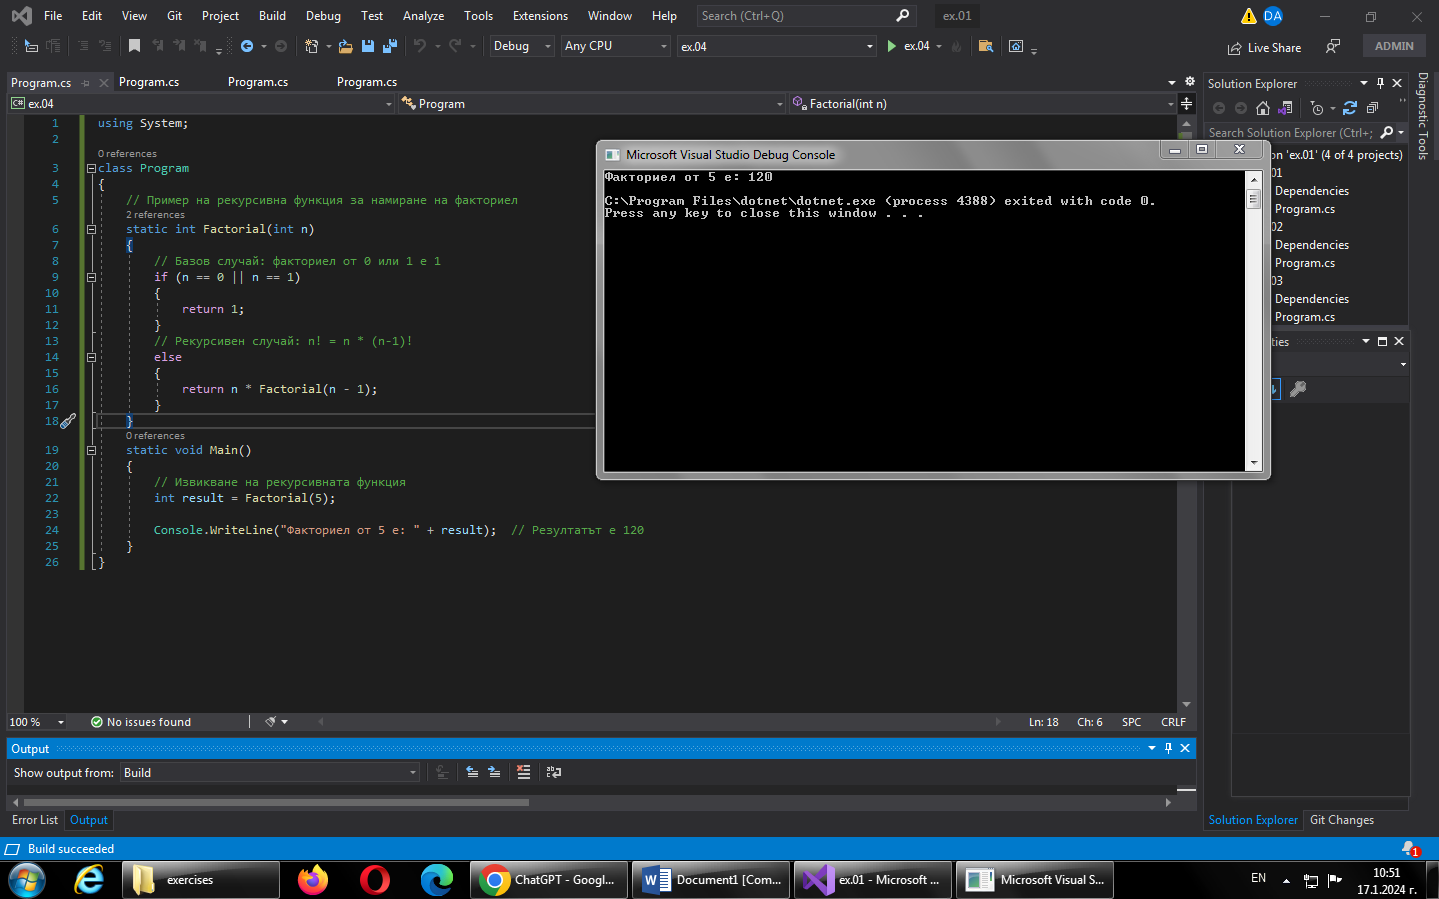 File Edit View Git Project Build Debug Test Analyze Tools Extensions Window Help Search (Ctrl+Q) ex.01 DA
Debug Any CPU ex.04 ex.04 Live Share ADMIN
Program.cs Program.cs Program.cs Program.cs
C# ex.04 Program Factorial(int n)
1 using System;
2
0 references
3 class Program
4 {
5 // Пример на рекурсивна функция за намиране на факториел
2 references
6 static int Factorial(int n)
7 {
8 // Базов случай: факториел от 0 или 1 е 1
9 if (n == 0 || n == 1)
10 {
11 return 1;
12 }
13 // Рекурсивен случай: n! = n * (n-1)!
14 else
15 {
16 return n * Factorial(n - 1);
17 }
18 }
0 references
19 static void Main()
20 {
21 // Извикване на рекурсивната функция
22 int result = Factorial(5);
23
24 Console.WriteLine("Факториел от 5 е: " + result); // Резултатът е 120
25 }
26 }
Microsoft Visual Studio Debug Console
Факториел от 5 е: 120
C:\Program Files\dotnet\dotnet.exe (process 4388) exited with code 0.
Press any key to close this window . . .
Solution Explorer
Search Solution Explorer (Ctrl+;
on 'ex.01' (4 of 4 projects)
01
Dependencies
Program.cs
02
Dependencies
Program.cs
03
Dependencies
Program.cs
ties
Diagnostic Tools
100 % No issues found Ln: 18 Ch: 6 SPC CRLF
Output
Show output from: Build
Error List Output
Solution Explorer Git Changes
Build succeeded 1
exercises ChatGPT - Googl... Document1 [Com... ex.01 - Microsoft ... Microsoft Visual S... EN 10:51
17.1.2024 г.